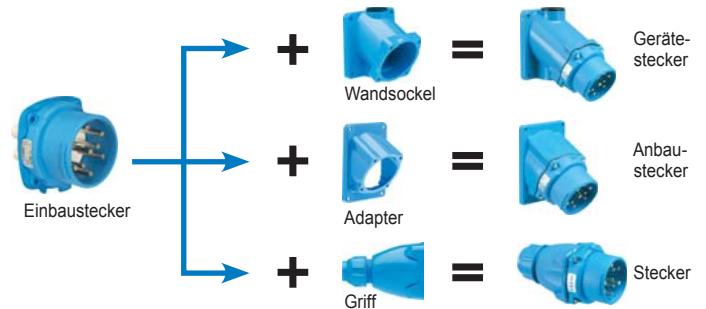 +
=
Geräte-
stecker
Wandsockel
+
=
Anbau-
stecker
Einbaustecker
Adapter
+
=
Stecker
Griff